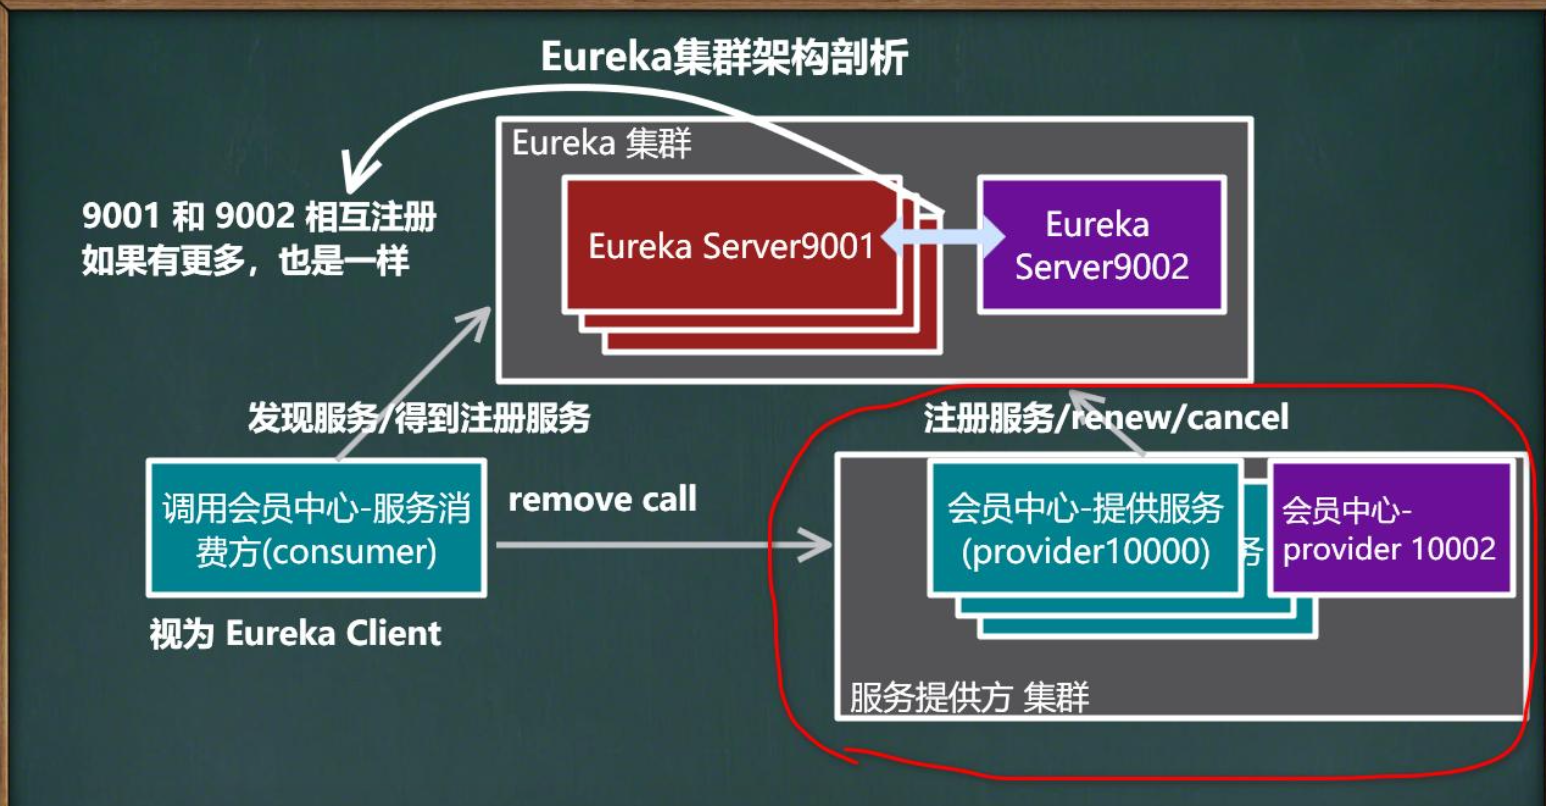 Eureka集群架构剖析
Eureka 集群
9001 和 9002 相互注册
如果有更多，也是一样
Eureka Server9001
Eureka
Server9002
发现服务/得到注册服务
注册服务/renew/cancel
调用会员中心-服务消
费方(consumer)
remove call
会员中心-提供服务
(provider10000)
务
会员中心-
provider 10002
视为 Eureka Client
服务提供方 集群